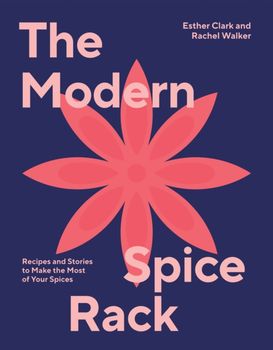 Esther Clark and
Rachel Walker
The
Modern
Recipes and Stories
to Make the Most
of Your Spices
Spice
Rack